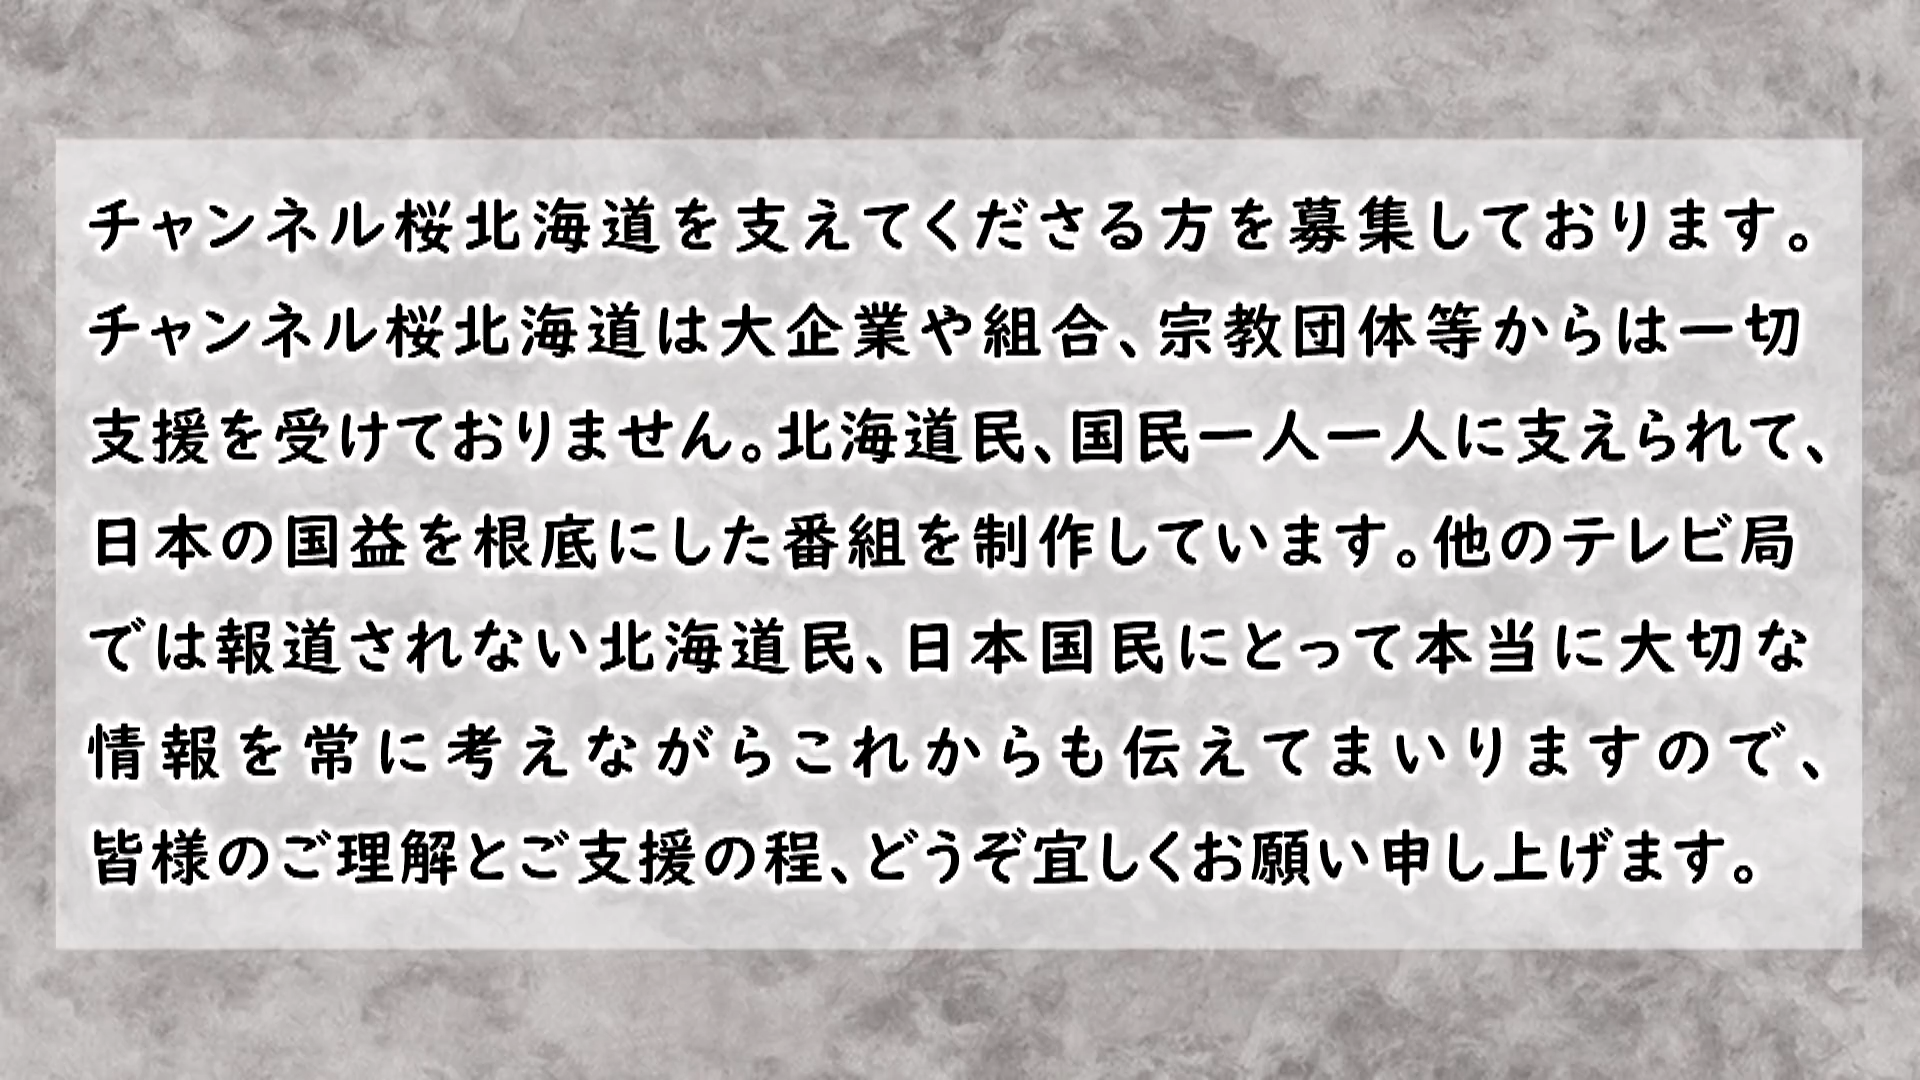 チャンネル桜北海道を支えてくださる方を募集しております。
チャンネル桜北海道は大企業や組合、宗教団体等からは一切
支援を受けておりません。北海道民、国民一人一人に支えられて、
日本の国益を根底にした番組を制作しています。他のテレビ局
では報道されない北海道民、日本国民にとって本当に大切な
情報を常に考えながらこれからも伝えてまいりますので、
皆様のご理解とご支援の程、どうぞ宜しくお願い申し上げます。